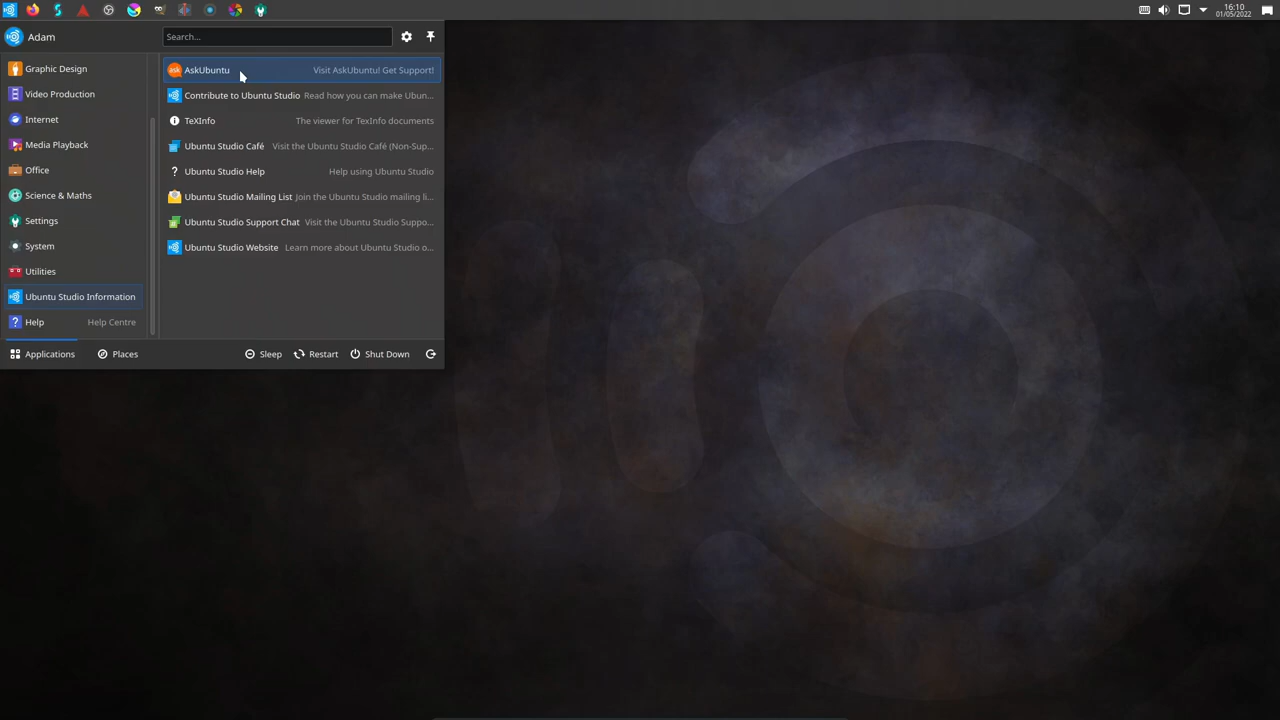 16:10
01/05/2022
Adam
Search...
Graphic Design
Video Production
Internet
Media Playback
Office
Science & Maths
Settings
System
Utilities
Ubuntu Studio Information
Help Help Centre
ask AskUbuntu Visit AskUbuntu! Get Support!
Contribute to Ubuntu Studio Read how you can make Ubun...
TeXInfo The viewer for TexInfo documents
Ubuntu Studio Café Visit the Ubuntu Studio Café (Non-Sup...
Ubuntu Studio Help Help using Ubuntu Studio
Ubuntu Studio Mailing List Join the Ubuntu Studio mailing li...
Ubuntu Studio Support Chat Visit the Ubuntu Studio Suppo...
Ubuntu Studio Website Learn more about Ubuntu Studio o...
Applications Places Sleep Restart Shut Down